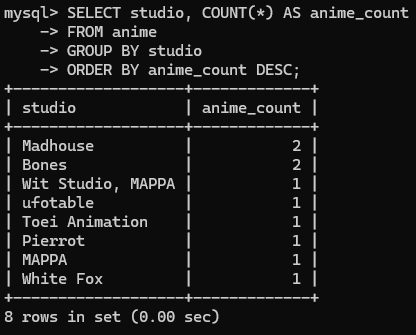 mysql> SELECT studio, COUNT(*) AS anime_count
    -> FROM anime
    -> GROUP BY studio
    -> ORDER BY anime_count DESC;
+------------------+-------------+
| studio           | anime_count |
+------------------+-------------+
| Madhouse         |           2 |
| Bones            |           2 |
| Wit Studio, MAPPA |           1 |
| ufotable         |           1 |
| Toei Animation   |           1 |
| Pierrot          |           1 |
| MAPPA            |           1 |
| White Fox        |           1 |
+------------------+-------------+
8 rows in set (0.00 sec)